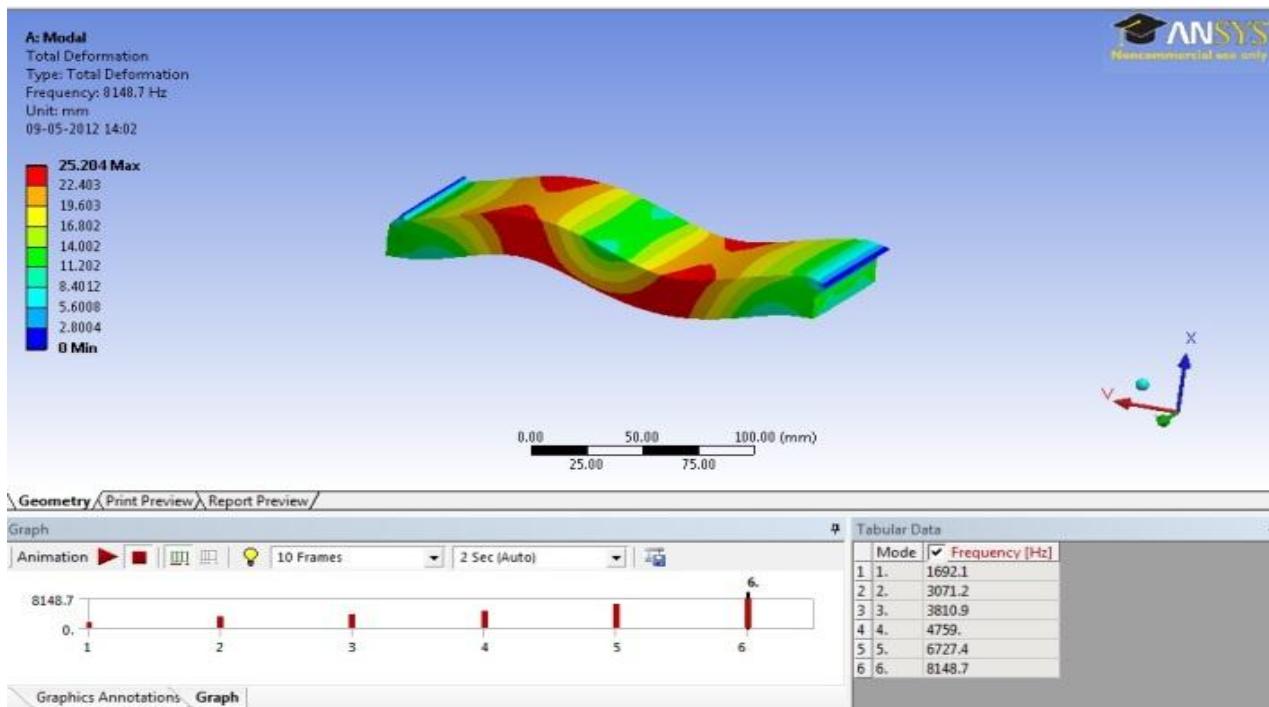 A: Modal
Total Deformation
Type: Total Deformation
Frequency: 8148.7 Hz
Unit: mm
09-05-2012 14:02
25.204 Max
22.403
19.603
16.802
14.002
11.202
8.4012
5.6008
2.8004
0 Min
ANSYS
Noncommercial use only
X
Y
0.00 50.00 100.00 (mm)
25.00 75.00
Geometry Print Preview Report Preview
Graph
Animation 10 Frames 2 Sec (Auto)
6.
8148.7
0.
1 2 3 4 5 6
Graphics Annotations Graph
Tabular Data
Mode Frequency [Hz]
1 1. 1692.1
2 2. 3071.2
3 3. 3810.9
4 4. 4759.
5 5. 6727.4
6 6. 8148.7